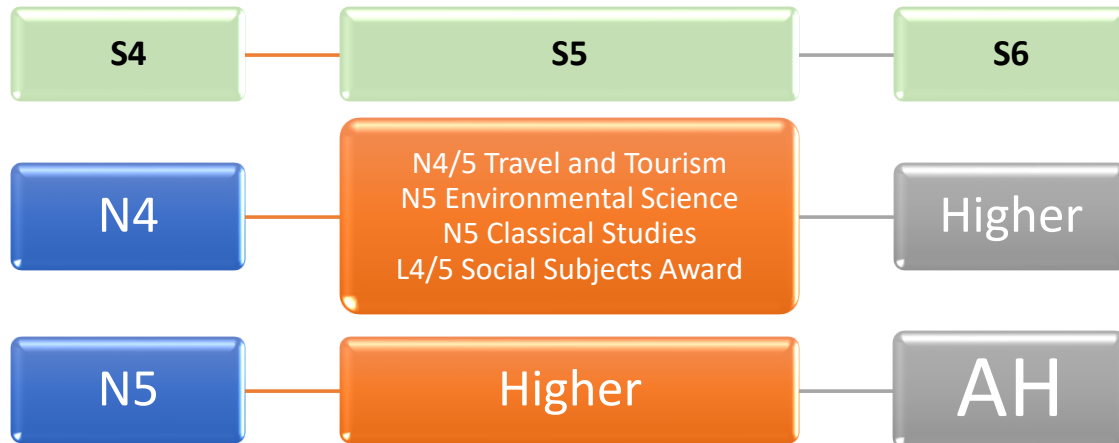 S4
S5
S6
N4
N4/5 Travel and Tourism
N5 Environmental Science
N5 Classical Studies
L4/5 Social Subjects Award
Higher
N5
Higher
AH